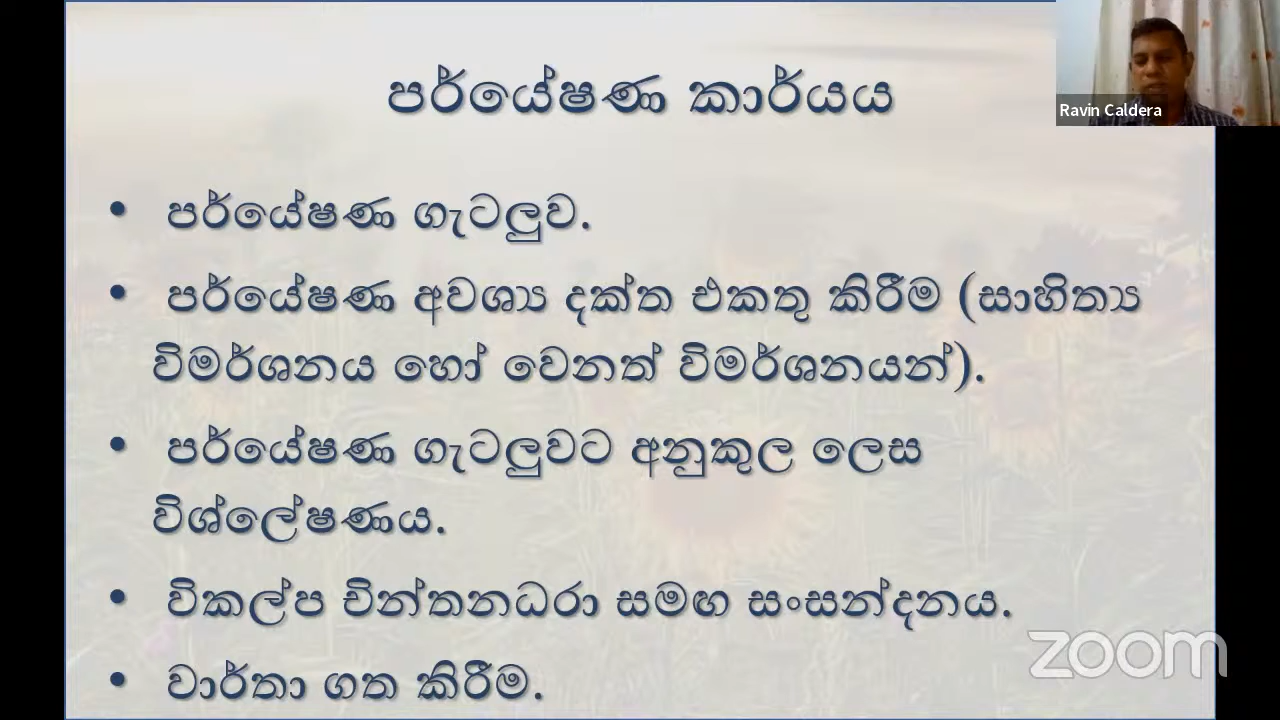 පර්යේෂණ කාර්යය
Ravin Caldera
• පර්යේෂණ ගැටලුව.
• පර්යේෂණ අවශ්‍ය දක්ත එකතු කිරීම (සාහිත්‍ය
විමර්ශනය හෝ වෙනත් විමර්ශනයන්).
• පර්යේෂණ ගැටලුවට අනුකුල ලෙස
විශ්ලේෂණය.
• විකල්ප චින්තනධරා සමඟ සංසන්දනය.
• වාර්තා ගත කිරීම.
zoom